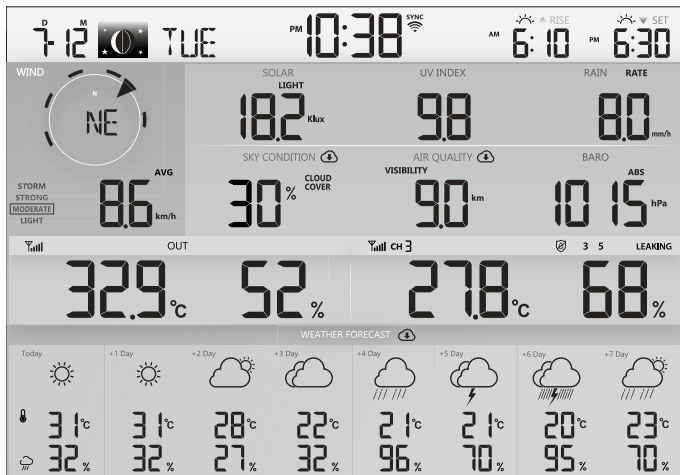 D M
7-12 TUE PM 10:38 SYNC AM RISE 6:10 PM SET 6:30
WIND SOLAR UV INDEX RAIN RATE
N LIGHT
NE 18.2 Klux 9.8 8.0 mm/h
SKY CONDITION AIR QUALITY BARO
AVG CLOUD COVER VISIBILITY ABS
STORM
STRONG
MODERATE
LIGHT
8.6 km/h 30 % 9.0 km 1015 hPa
OUT CH 3 3 5 LEAKING
32.9 °C 52 % 27.8 °C 68 %
WEATHER FORECAST
Today +1 Day +2 Day +3 Day +4 Day +5 Day +6 Day +7 Day
31°C 31°C 28°C 22°C 21°C 21°C 20°C 23°C
32% 32% 27% 32% 96% 70% 95% 70%